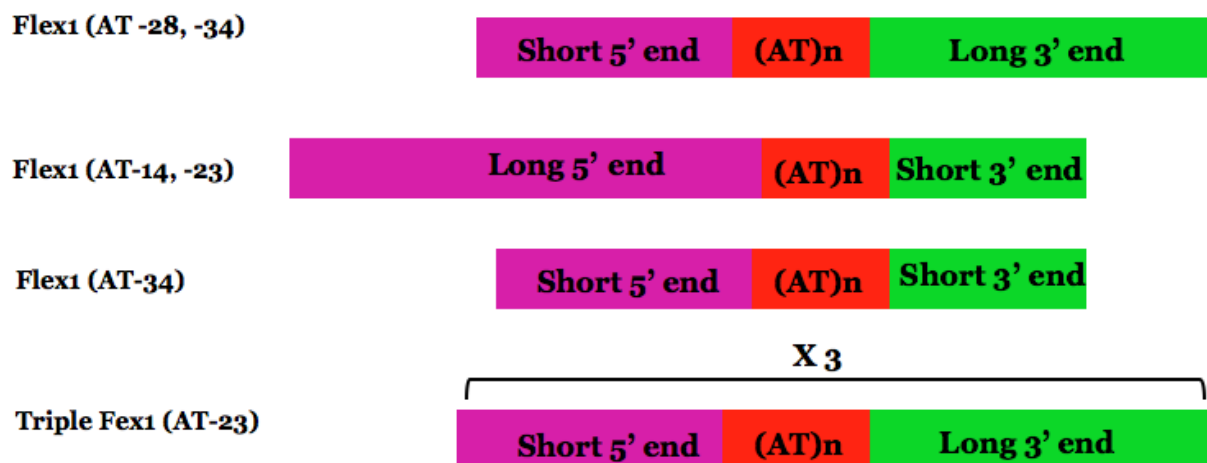 Flex1 (AT -28, -34)
Short 5’ end (AT)n Long 3’ end
Flex1 (AT-14, -23)
Long 5’ end (AT)n Short 3’ end
Flex1 (AT-34)
Short 5’ end (AT)n Short 3’ end
X 3
Triple Fex1 (AT-23)
Short 5’ end (AT)n Long 3’ end